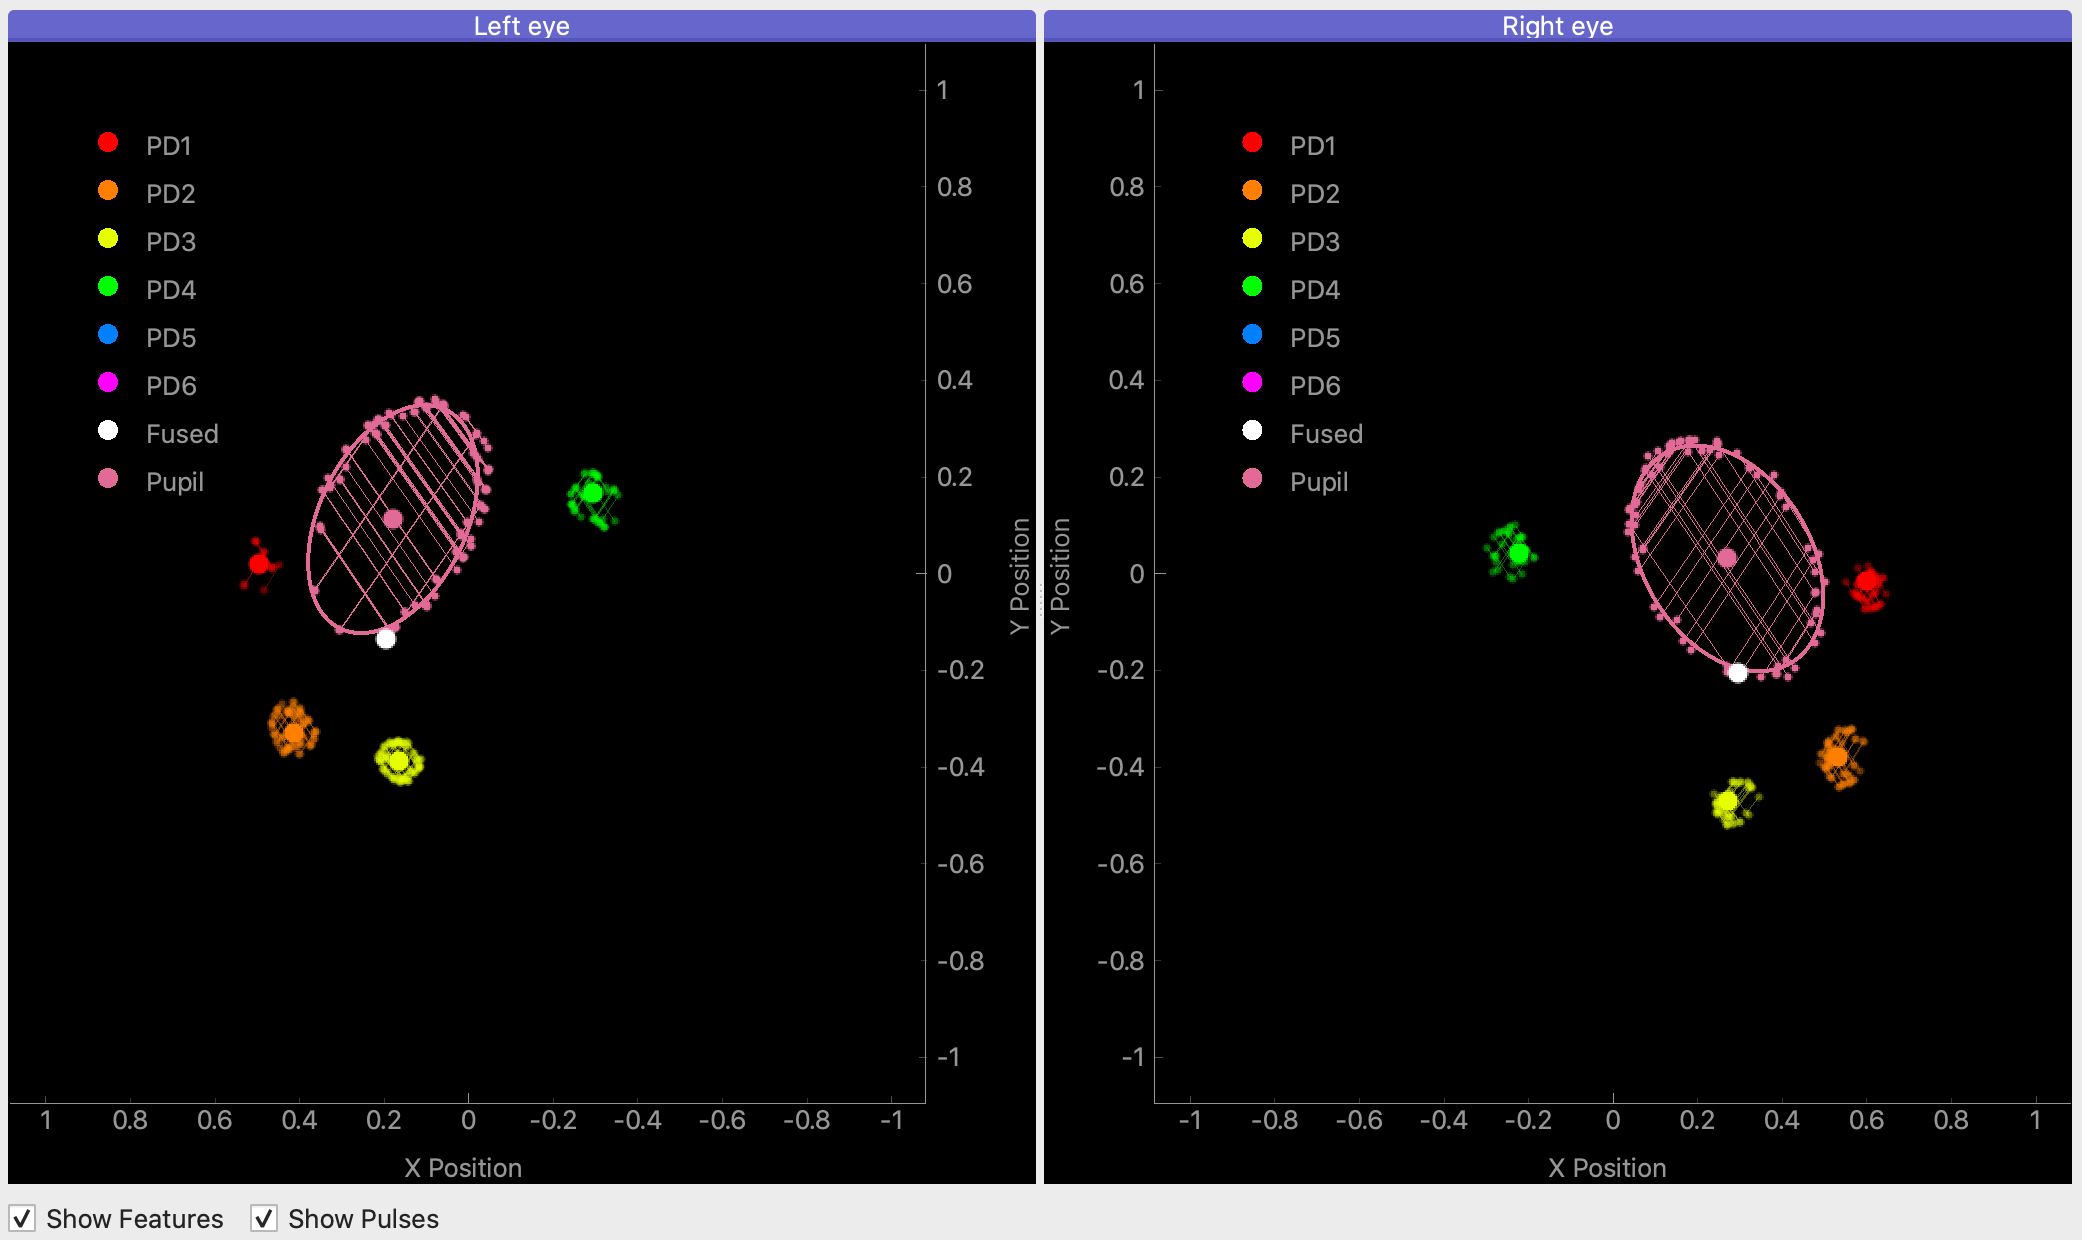 Left eye
PD1
PD2
PD3
PD4
PD5
PD6
Fused
Pupil
1
0.8
0.6
0.4
0.2
0
-0.2
-0.4
-0.6
-0.8
-1
Y Position
1 0.8 0.6 0.4 0.2 0 -0.2 -0.4 -0.6 -0.8 -1
X Position
Right eye
Y Position
1
0.8
0.6
0.4
0.2
0
-0.2
-0.4
-0.6
-0.8
-1
PD1
PD2
PD3
PD4
PD5
PD6
Fused
Pupil
-1 -0.8 -0.6 -0.4 -0.2 0 0.2 0.4 0.6 0.8 1
X Position
Show Features Show Pulses